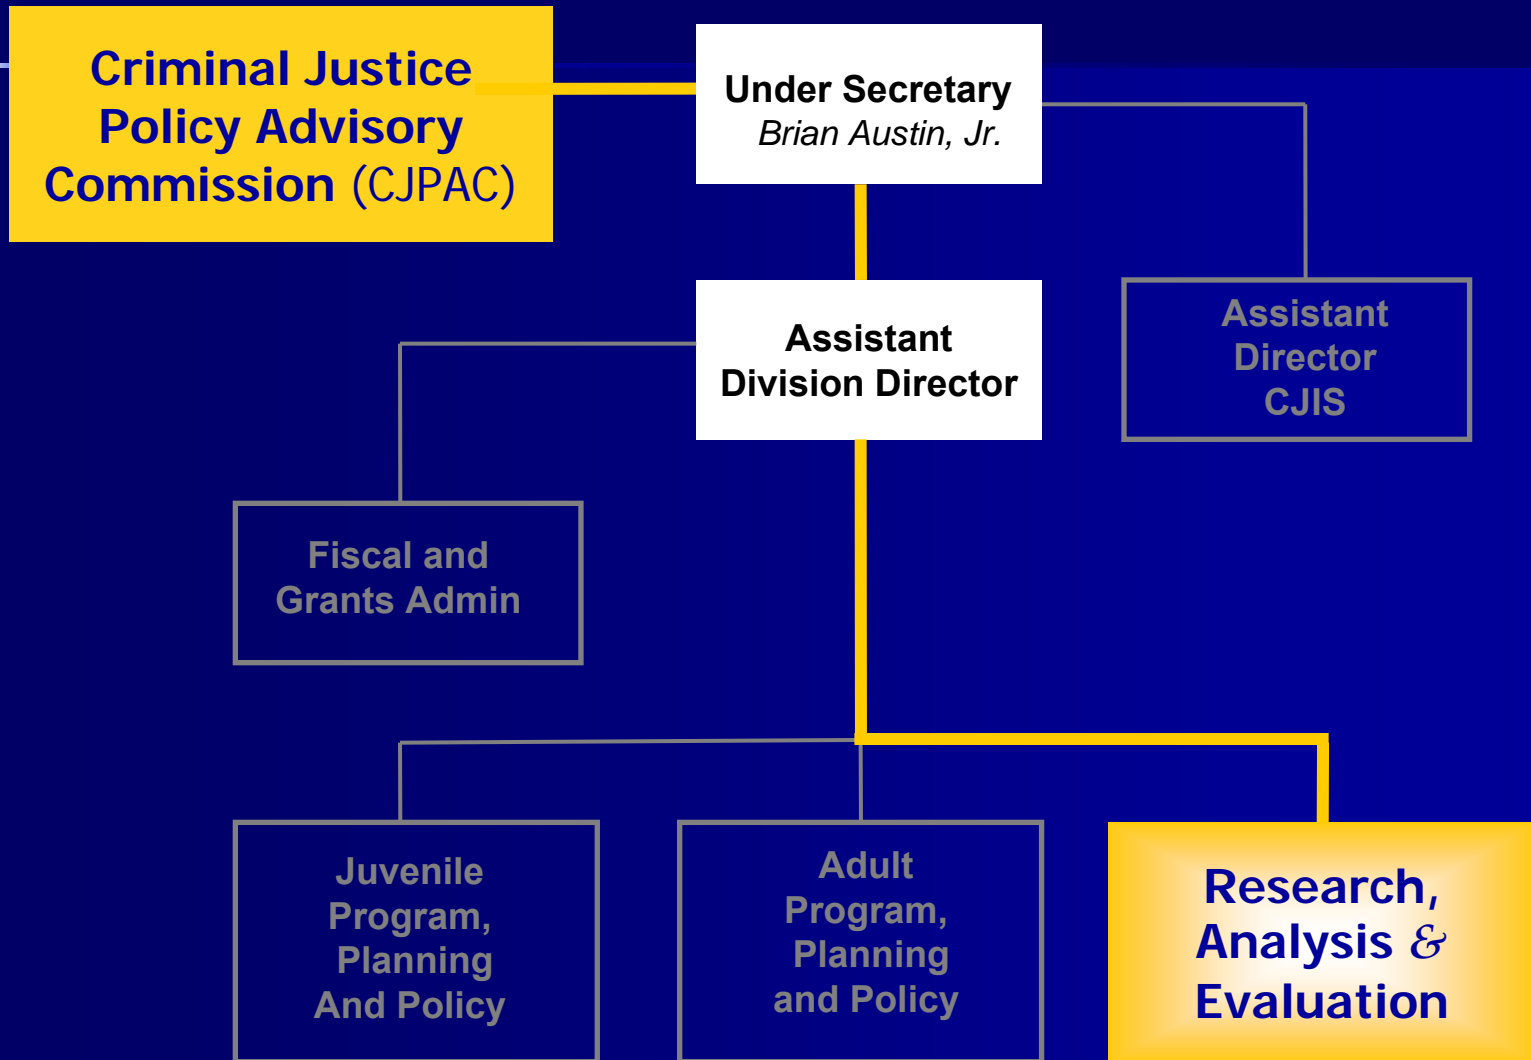 Criminal Justice
Policy Advisory
Commission (CJPAC)
Under Secretary
Brian Austin, Jr.
Assistant
Division Director
Assistant
Director
CJIS
Fiscal and
Grants Admin
Juvenile
Program,
Planning
And Policy
Adult
Program,
Planning
and Policy
Research,
Analysis &
Evaluation